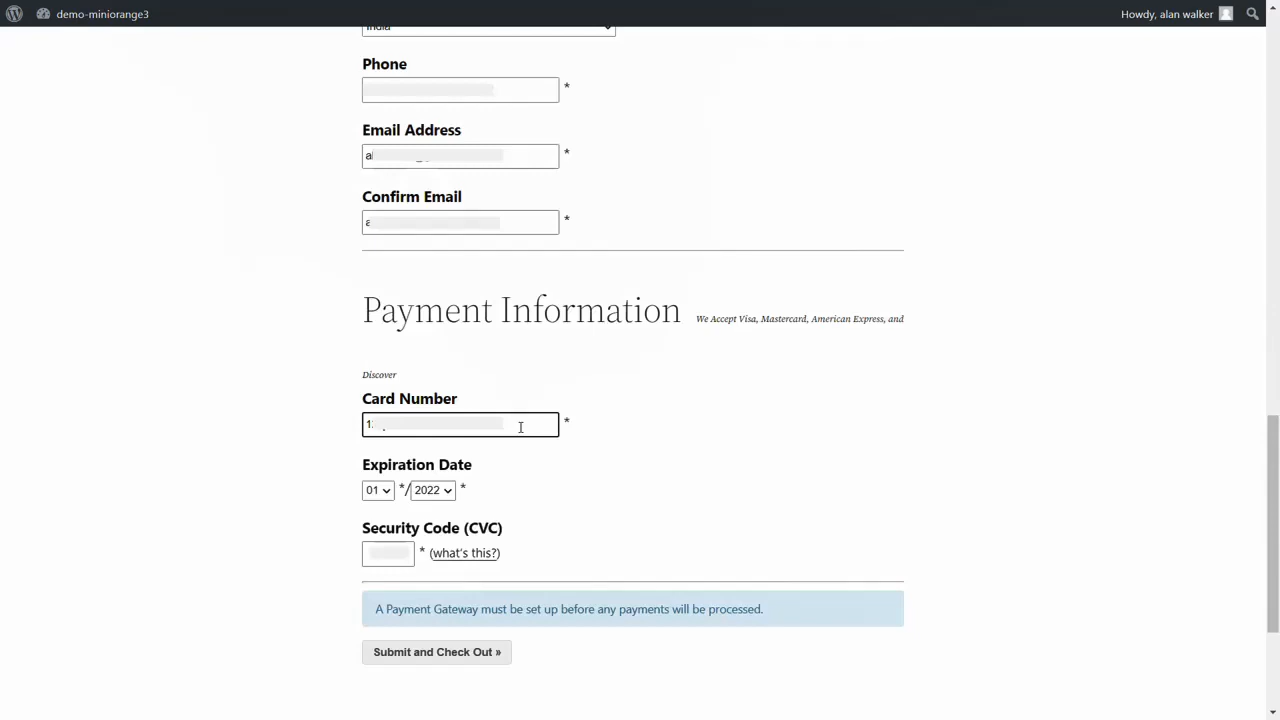 demo-miniorange3
Howdy, alan walker
India
Phone
*
Email Address
*
Confirm Email
*
Payment Information We Accept Visa, Mastercard, American Express, and
Discover
Card Number
*
Expiration Date
01 */ 2022 *
Security Code (CVC)
* (what's this?)
A Payment Gateway must be set up before any payments will be processed.
Submit and Check Out »